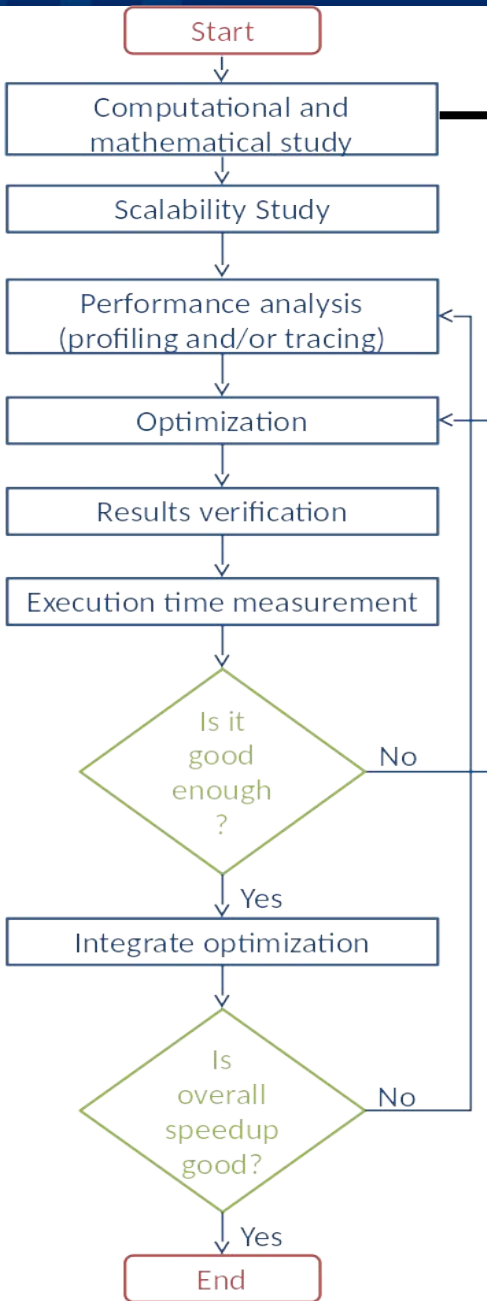 Start
Computational and
mathematical study
Scalability Study
Performance analysis
(profiling and/or tracing)
Optimization
Results verification
Execution time measurement
Is it
good
enough
?
No
Yes
Integrate optimization
Is
overall
speedup
good?
No
Yes
End